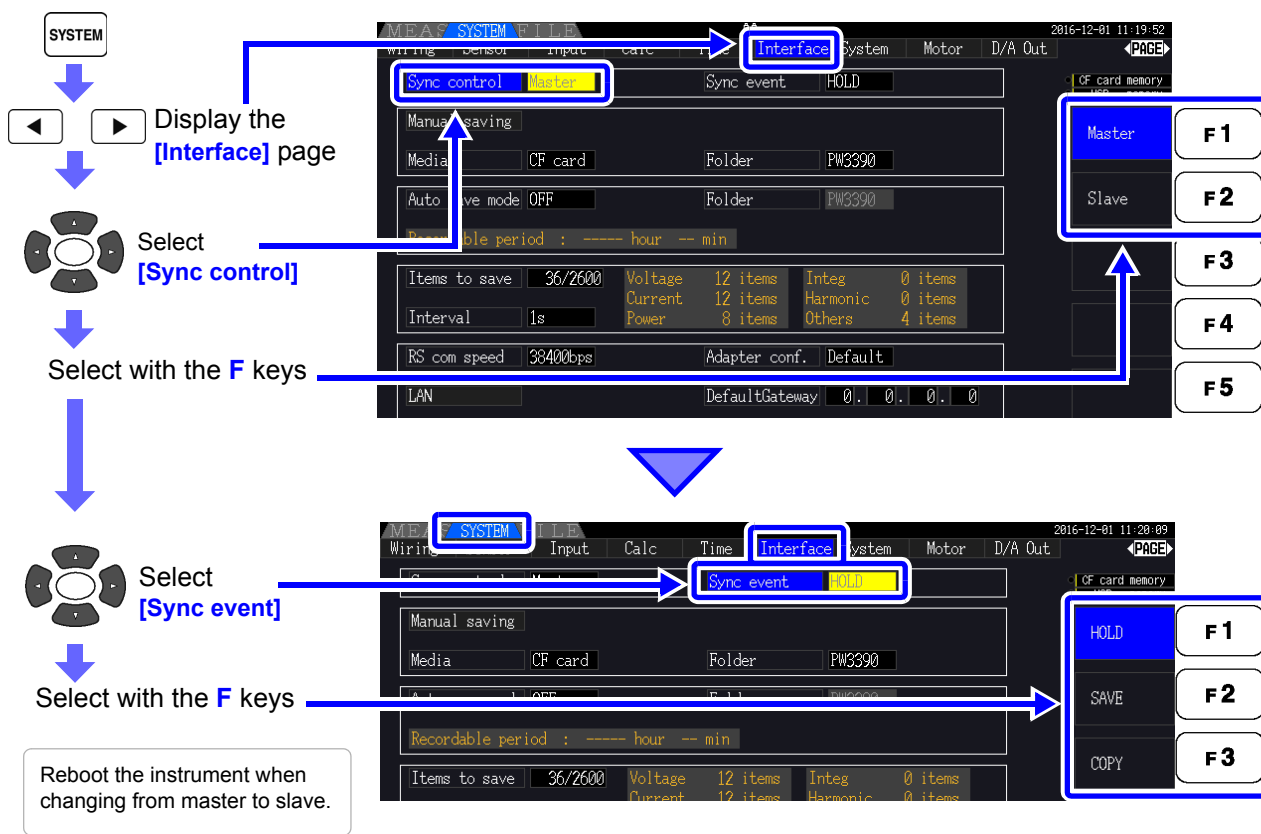 SYSTEM
Display the
[Interface] page
Select
[Sync control]
Select with the F keys
MEAS SYSTEM FILE
2016-12-01 11:19:52
Wiring Sensor Input Calc Time Interface System Motor D/A Out PAGE
Sync control Master Sync event HOLD
CF card memory
Manual saving
Media CF card Folder PW3390
Auto save mode OFF Folder PW3390
Recordable period : ----- hour -- min
Items to save 36/2600 Voltage 12 items Integ 0 items
Current 12 items Harmonic 0 items
Interval 1s Power 8 items Others 4 items
RS com speed 38400bps Adapter conf. Default
LAN DefaultGateway 0. 0. 0. 0
Master F1
Slave F2
F3
F4
F5
Select
[Sync event]
Select with the F keys
Reboot the instrument when
changing from master to slave.
MEAS SYSTEM FILE
2016-12-01 11:20:09
Wiring Input Calc Time Interface System Motor D/A Out PAGE
Sync event HOLD
CF card memory
Manual saving
Media CF card Folder PW3390
Recordable period : ----- hour -- min
Items to save 36/2600 Voltage 12 items Integ 0 items
Current 12 items Harmonic 0 items
HOLD F1
SAVE F2
COPY F3